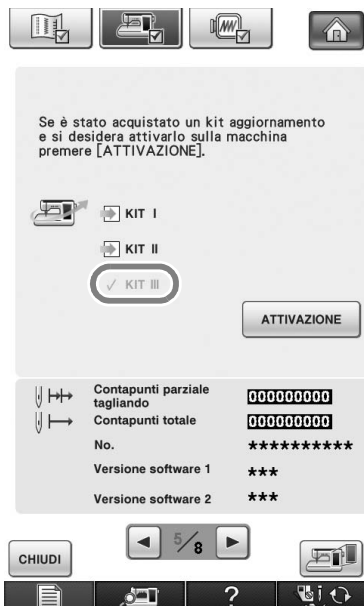 Se è stato acquistato un kit aggiornamento
e si desidera attivarlo sulla macchina
premere [ATTIVAZIONE].
KIT I
KIT II
✓ KIT III
ATTIVAZIONE
Contapunti parziale
tagliando
000000000
Contapunti totale
000000000
No.
**********
Versione software 1
***
Versione software 2
***
CHIUDI
5/8
?